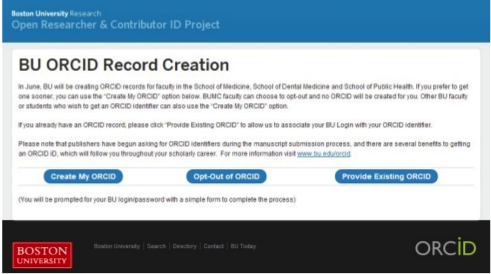 Boston University Research
Open Researcher & Contributor ID Project
BU ORCID Record Creation
In June, BU will be creating ORCID records for faculty in the School of Medicine, School of Dental Medicine and School of Public Health. If you prefer to get
one sooner, you can use the "Create My ORCID" option below. BUMC faculty can choose to opt-out and no ORCID will be created for you. Other BU faculty
or students who wish to get an ORCID identifier can also use the "Create My ORCID" option.
If you already have an ORCID record, please click "Provide Existing ORCID" to allow us to associate your BU Login with your ORCID identifier.
Please note that publishers have begun asking for ORCID identifiers during the manuscript submission process, and there are several benefits to getting
an ORCID iD, which will follow you throughout your scholarly career. For more information visit www.bu.edu/orcid.
Create My ORCID Opt-Out of ORCID Provide Existing ORCID
(You will be prompted for your BU login/password with a simple form to complete the process)
BOSTON
UNIVERSITY
Boston University | Search | Directory | Contact | BU Today
ORCID